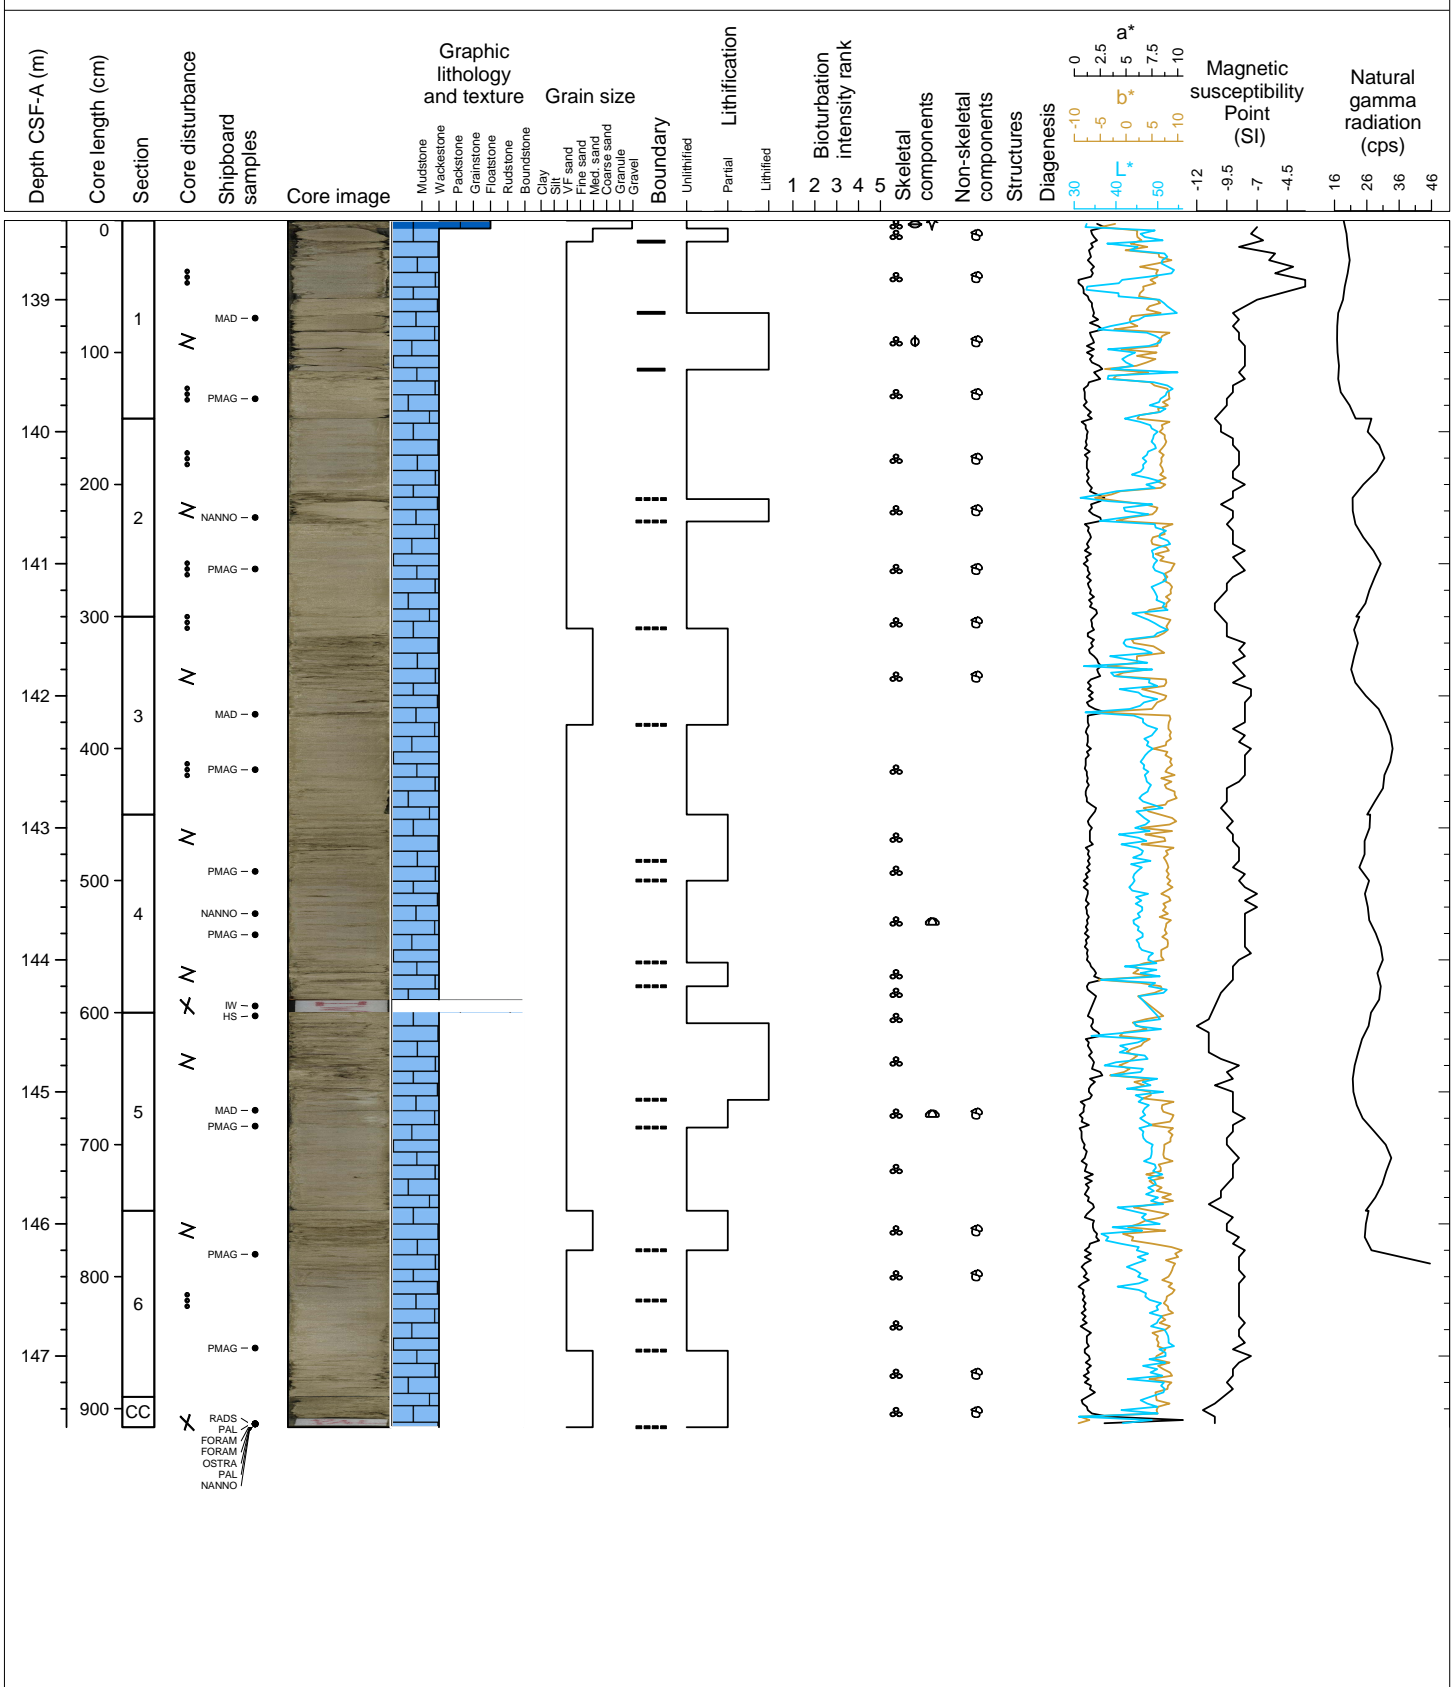 Depth CSF-A (m)
Core length (cm)
Section
Core disturbance
Shipboard
samples
Core image
Graphic
lithology
and texture
Mudstone
Wackestone
Packstone
Grainstone
Floatstone
Rudstone
Boundstone
Grain size
Clay
Silt
VF sand
Fine sand
Med. sand
Coarse sand
Granule
Gravel
Boundary
Lithification
Unlithified
Partial
Lithified
Bioturbation
intensity rank
1 2 3 4 5
Skeletal
components
Non-skeletal
components
Structures
Diagenesis
a*
0 2.5 5 7.5 10
b*
-10 -5 0 5 10
L*
30 40 50
Magnetic
susceptibility
Point
(SI)
-12 -9.5 -7 -4.5
Natural
gamma
radiation
(cps)
16 26 36 46
0
139
1
MAD
100
PMAG
140
200
2
NANNO
PMAG
141
300
142
3
MAD
400
PMAG
143
PMAG
500
4
NANNO
PMAG
144
IW
600
HS
145
5
MAD
PMAG
700
146
PMAG
800
6
PMAG
147
900
CC
RADS
PAL
FORAM
FORAM
OSTRA
PAL
NANNO